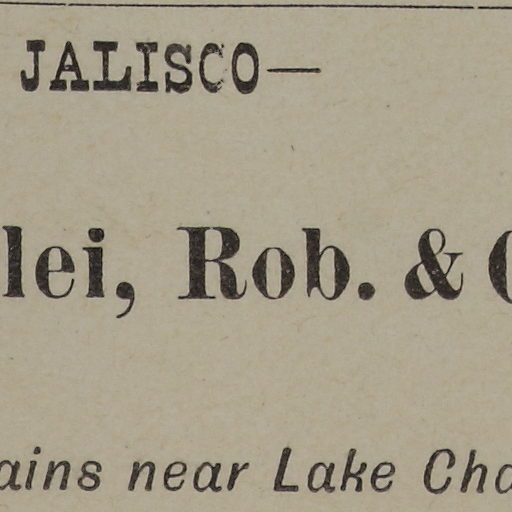 JALISCO—
lei, Rob. & G
ains near Lake Cha